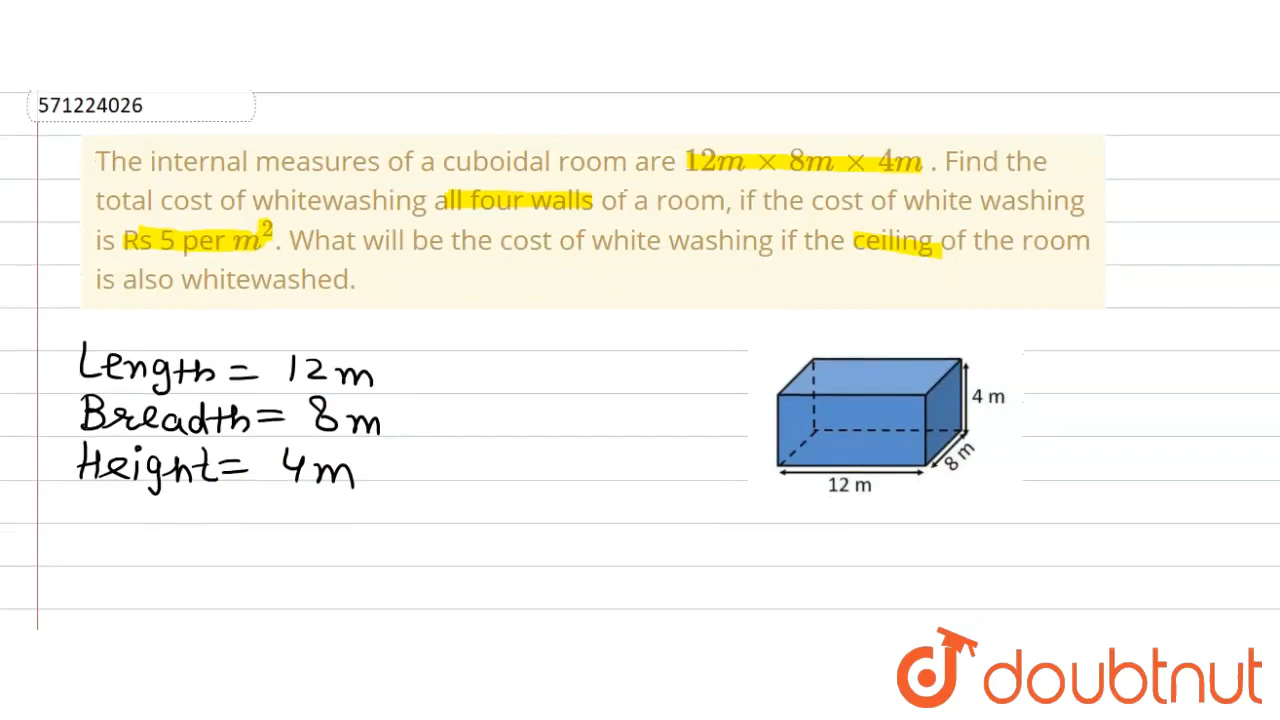 571224026
The internal measures of a cuboidal room are 12m × 8m × 4m . Find the
total cost of whitewashing all four walls of a room, if the cost of white washing
is Rs 5 per m². What will be the cost of white washing if the ceiling of the room
is also whitewashed.
Length = 12m
Breadth = 8m
Height = 4m
4 m
8 m
12 m
doubtnut